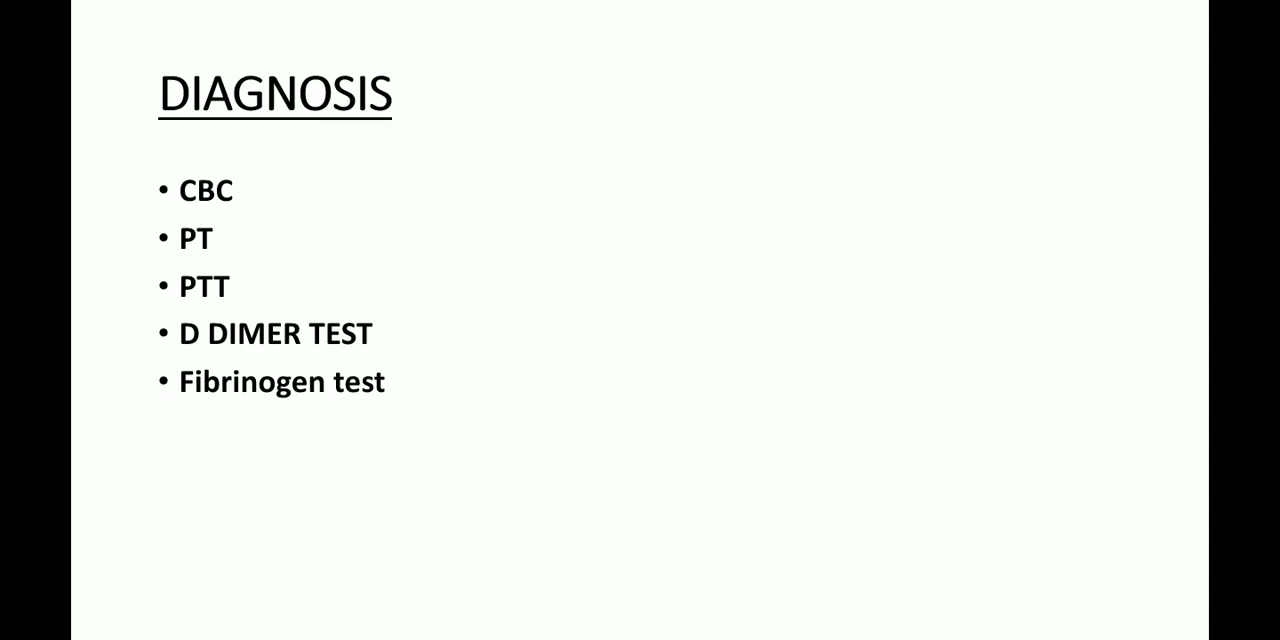 DIAGNOSIS
• CBC
• PT
• PTT
• D DIMER TEST
• Fibrinogen test